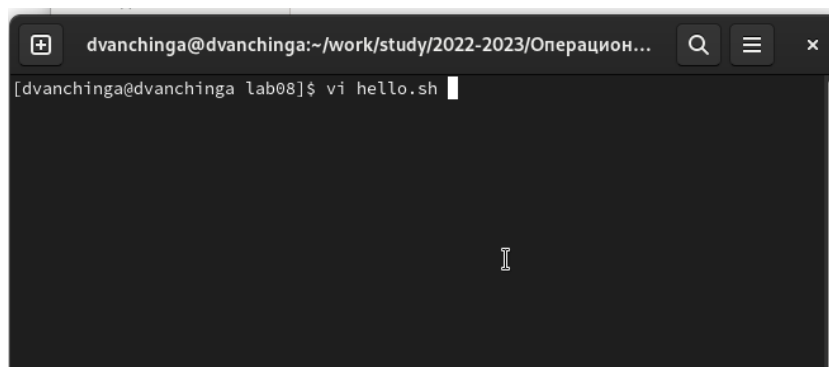 dvanchinga@dvanchinga:~/work/study/2022-2023/Операцион...
[dvanchinga@dvanchinga lab08]$ vi hello.sh